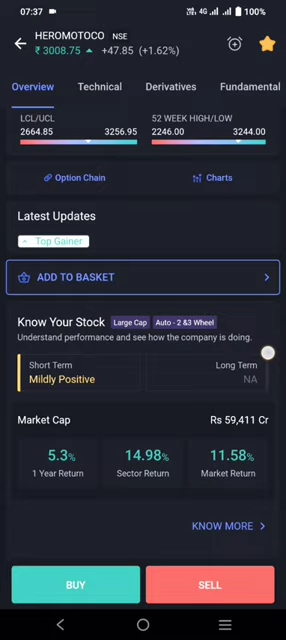 07:37 4G 100%
HEROMOTOCO NSE
₹ 3008.75 +47.85 (+1.62%)
Overview Technical Derivatives Fundamental
LCL/UCL 52 WEEK HIGH/LOW
2664.85 3256.95 2246.00 3244.00
Option Chain Charts
Latest Updates
Top Gainer
ADD TO BASKET
Know Your Stock Large Cap Auto - 2 &3 Wheel
Understand performance and see how the company is doing.
Short Term Long Term
Mildly Positive NA
Market Cap Rs 59,411 Cr
5.3% 14.98% 11.58%
1 Year Return Sector Return Market Return
KNOW MORE
BUY SELL